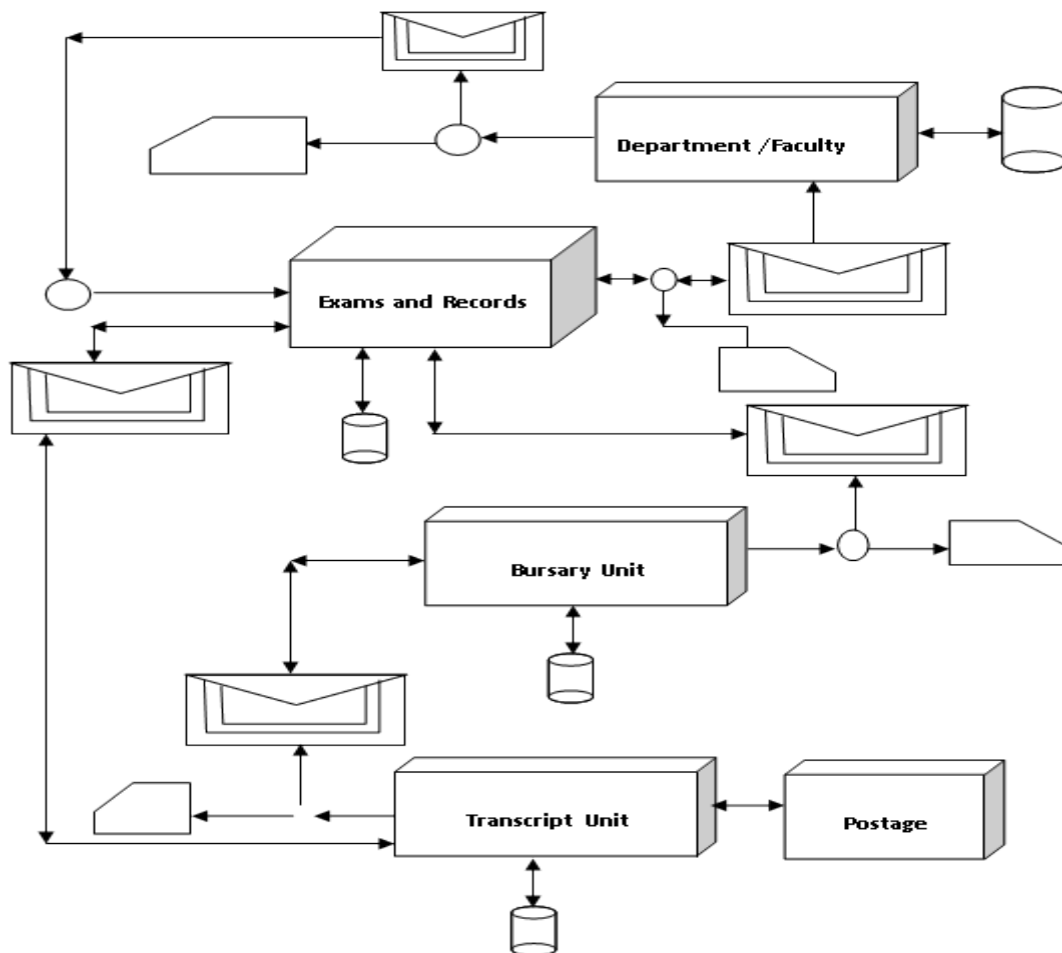 Department /Faculty
Exams and Records
Bursary Unit
Transcript Unit
Postage